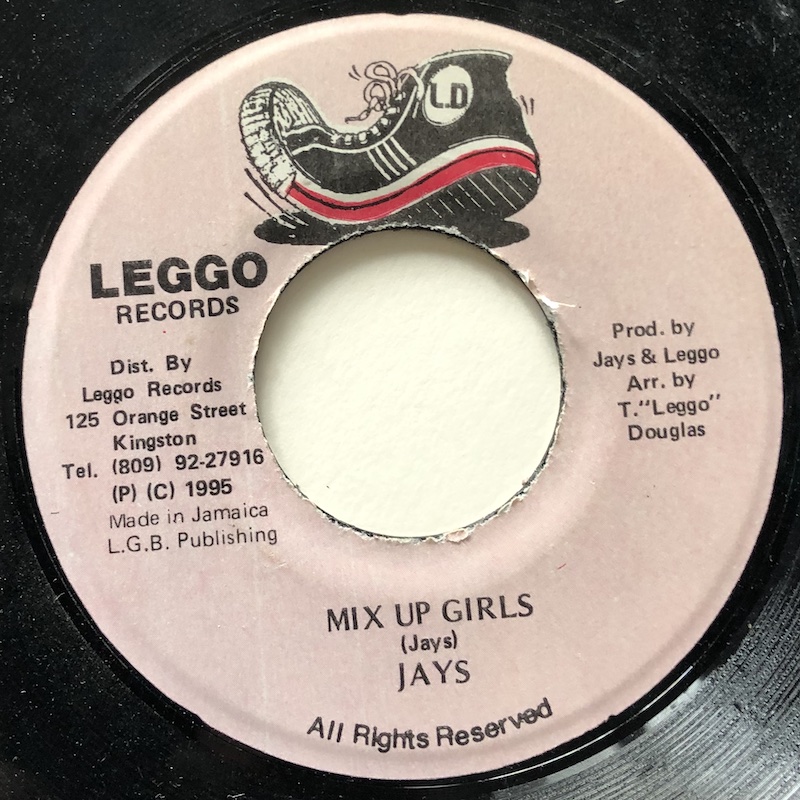 L.D
LEGGO
RECORDS
Dist. By
Leggo Records
125 Orange Street
Kingston
Tel. (809) 92-27916
(P) (C) 1995
Made in Jamaica
L.G.B. Publishing
Prod. by
Jays & Leggo
Arr. by
T."Leggo"
Douglas
MIX UP GIRLS
(Jays)
JAYS
All Rights Reserved